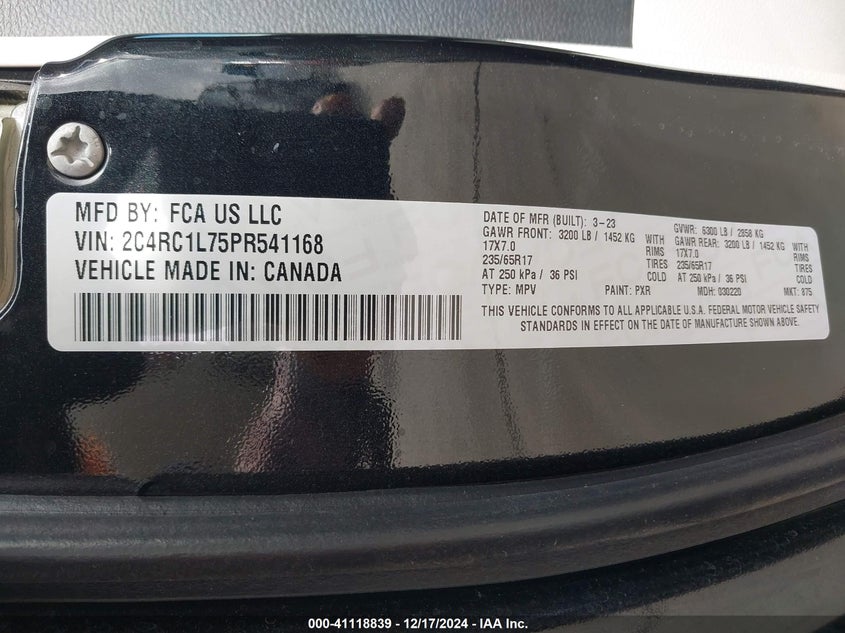 MFD BY: FCA US LLC
VIN: 2C4RC1L75PR541168
VEHICLE MADE IN: CANADA
DATE OF MFR (BUILT): 3-23 GVWR: 6300 LB / 2858 KG
GAWR FRONT: 3200 LB / 1452 KG WITH GAWR REAR: 3200 LB / 1452 KG WITH
17X7.0 RIMS 17X7.0 RIMS
235/65R17 TIRES 235/65R17 TIRES
AT 250 kPa / 36 PSI COLD AT 250 kPa / 36 PSI COLD
TYPE: MPV PAINT: PXR MDH: 030220 MKT: 875
THIS VEHICLE CONFORMS TO ALL APPLICABLE U.S.A. FEDERAL MOTOR VEHICLE SAFETY
STANDARDS IN EFFECT ON THE DATE OF MANUFACTURE SHOWN ABOVE.
000-41118839 - 12/17/2024 - IAA Inc.